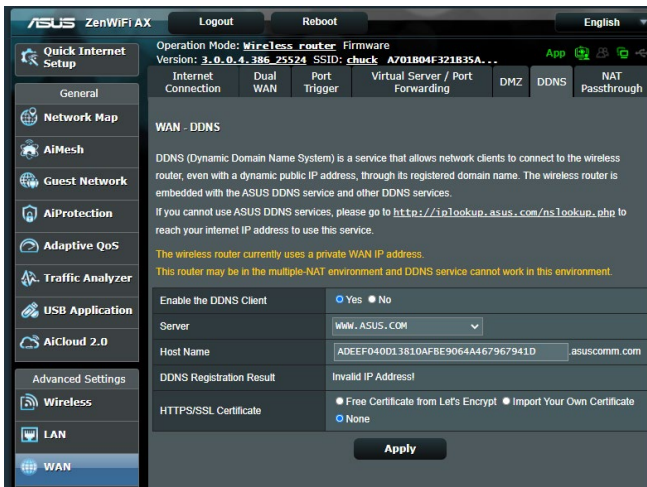 ASUS ZenWiFi AX Logout Reboot English
Quick Internet Setup
Operation Mode: Wireless router Firmware
Version: 3.0.0.4.386_25524 SSID: chuck A701B04F321B35A... App
Internet Connection Dual WAN Port Trigger Virtual Server / Port Forwarding DMZ DDNS NAT Passthrough
General
Network Map
AiMesh
Guest Network
AiProtection
Adaptive QoS
Traffic Analyzer
USB Application
AiCloud 2.0
Advanced Settings
Wireless
LAN
WAN
WAN - DDNS
DDNS (Dynamic Domain Name System) is a service that allows network clients to connect to the wireless
router, even with a dynamic public IP address, through its registered domain name. The wireless router is
embedded with the ASUS DDNS service and other DDNS services.
If you cannot use ASUS DDNS services, please go to http://iplookup.asus.com/nslookup.php to
reach your internet IP address to use this service.
The wireless router currently uses a private WAN IP address.
This router may be in the multiple-NAT environment and DDNS service cannot work in this environment.
Enable the DDNS Client Yes No
Server WWW.ASUS.COM
Host Name ADEEF040D13810AFBE9064A467967941D .asuscomm.com
DDNS Registration Result Invalid IP Address!
HTTPS/SSL Certificate Free Certificate from Let's Encrypt Import Your Own Certificate
None
Apply